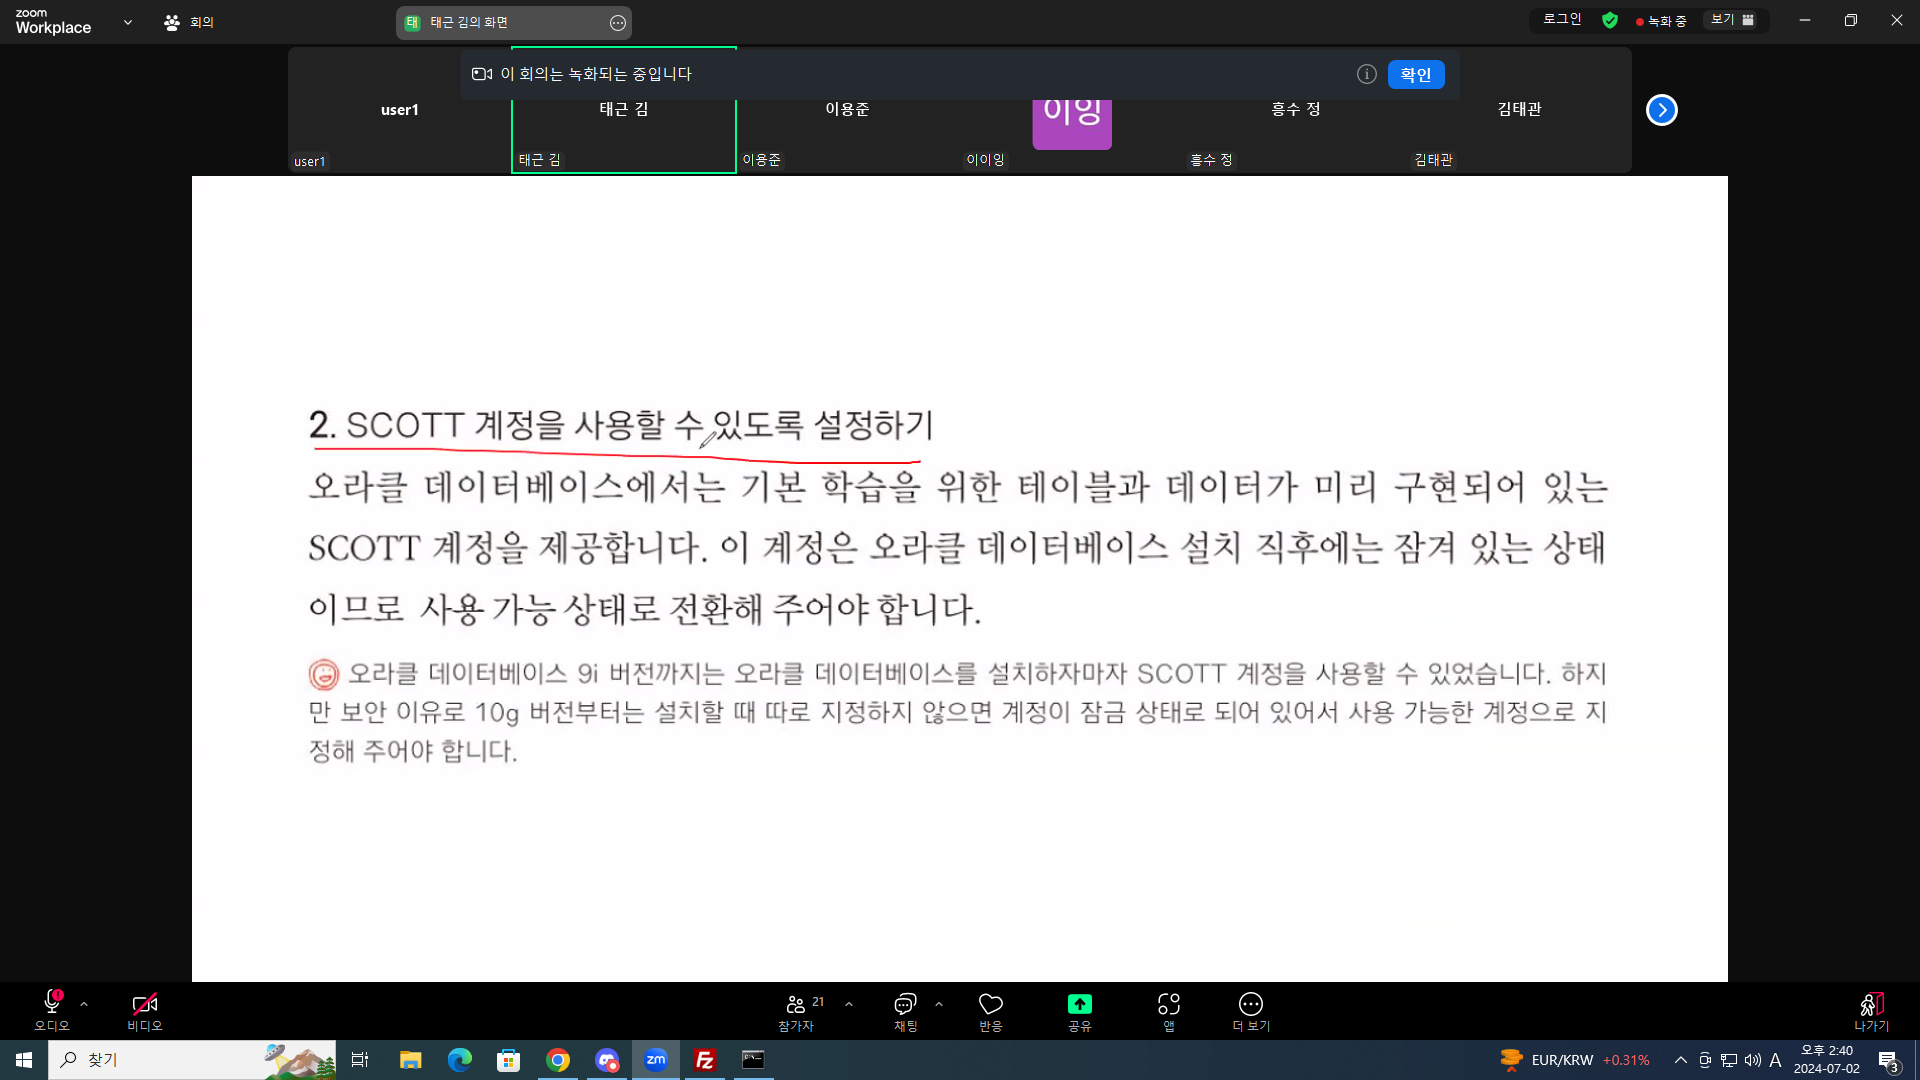 zoom
Workplace
회의
태 태근 김의 화면
로그인
녹화 중
보기
이 회의는 녹화되는 중입니다
확인
user1
태근 김
이용준
이잉
흥수 정
김태관
user1
태근 김
이용준
이이잉
흥수 정
김태관
2. SCOTT 계정을 사용할 수 있도록 설정하기
오라클 데이터베이스에서는 기본 학습을 위한 테이블과 데이터가 미리 구현되어 있는
SCOTT 계정을 제공합니다. 이 계정은 오라클 데이터베이스 설치 직후에는 잠겨 있는 상태
이므로 사용 가능 상태로 전환해 주어야 합니다.
오라클 데이터베이스 9i 버전까지는 오라클 데이터베이스를 설치하자마자 SCOTT 계정을 사용할 수 있었습니다. 하지
만 보안 이유로 10g 버전부터는 설치할 때 따로 지정하지 않으면 계정이 잠금 상태로 되어 있어서 사용 가능한 계정으로 지
정해 주어야 합니다.
오디오
비디오
참가자
21
채팅
반응
공유
앱
더 보기
나가기
찾기
zm
Fz
EUR/KRW +0.31%
A
오후 2:40
2024-07-02
3